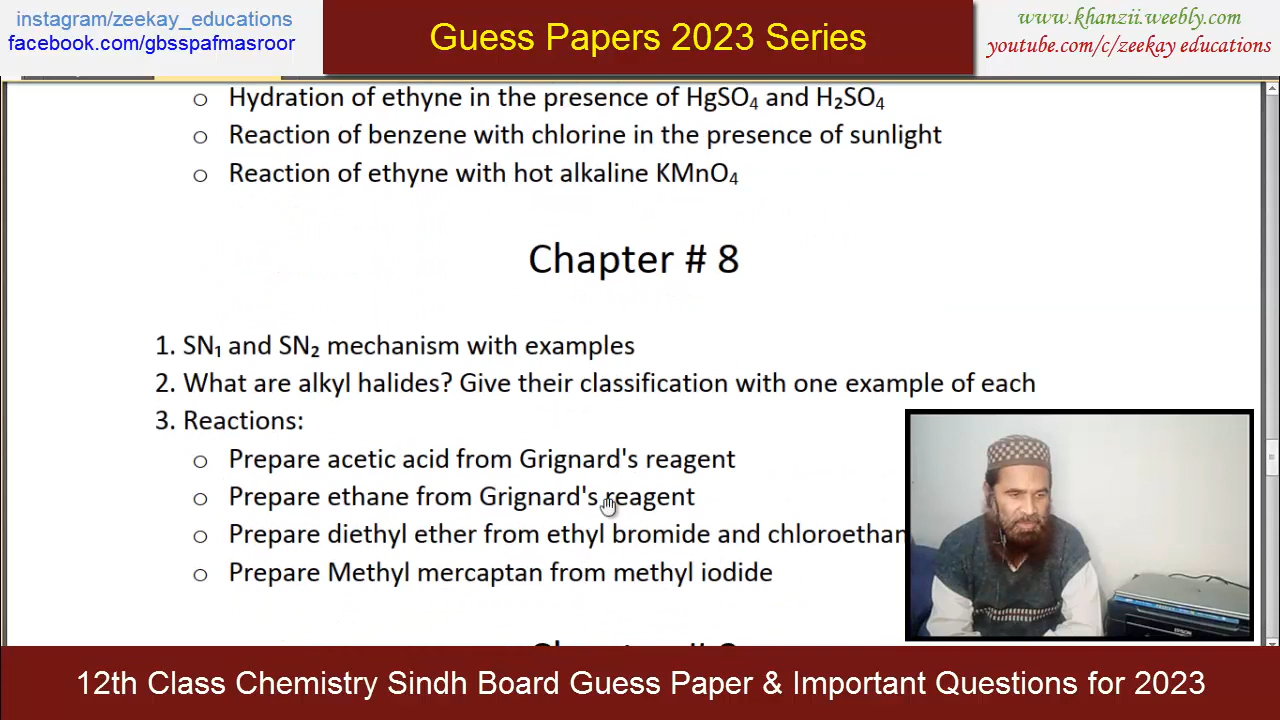 instagram/zeekay_educations
facebook.com/gbsspafmasroor
Guess Papers 2023 Series
www.khanzii.weebly.com
youtube.com/c/zeekay educations
o Hydration of ethyne in the presence of HgSO₄ and H₂SO₄
o Reaction of benzene with chlorine in the presence of sunlight
o Reaction of ethyne with hot alkaline KMnO₄
Chapter # 8
1. SN₁ and SN₂ mechanism with examples
2. What are alkyl halides? Give their classification with one example of each
3. Reactions:
o Prepare acetic acid from Grignard's reagent
o Prepare ethane from Grignard's reagent
o Prepare diethyl ether from ethyl bromide and chloroethan
o Prepare Methyl mercaptan from methyl iodide
EPSON
12th Class Chemistry Sindh Board Guess Paper & Important Questions for 2023